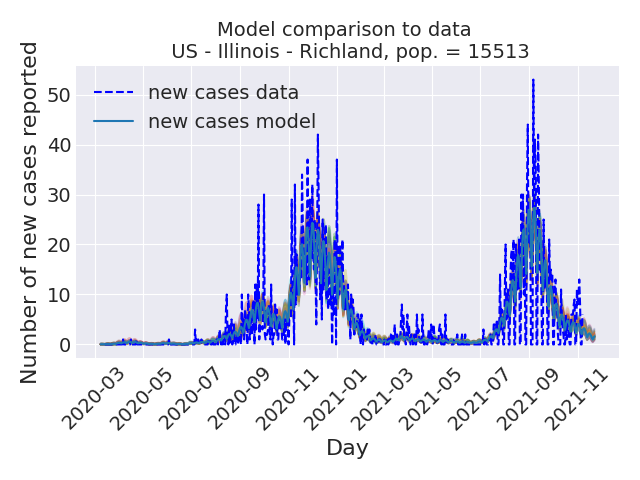 Model comparison to data
US - Illinois - Richland, pop. = 15513
Number of new cases reported
50
40
30
20
10
0
new cases data
new cases model
2020-03
2020-05
2020-07
2020-09
2020-11
2021-01
2021-03
2021-05
2021-07
2021-09
2021-11
Day